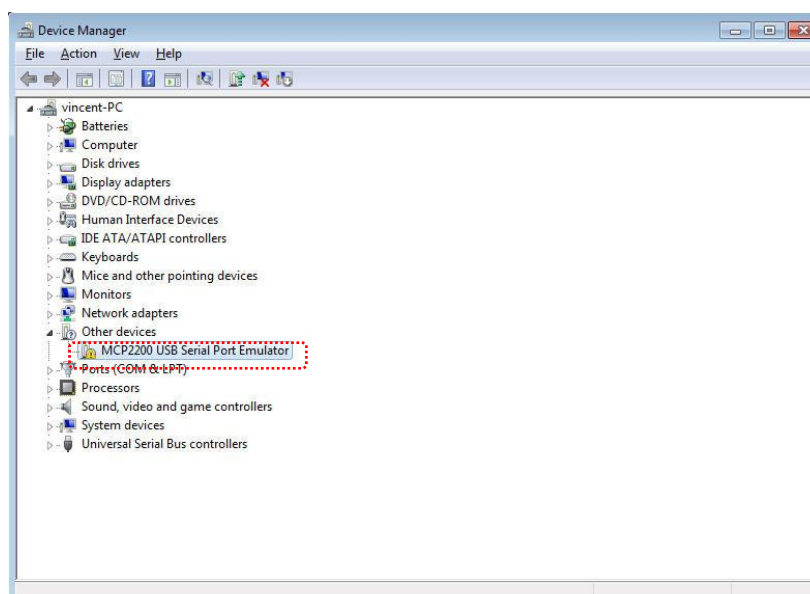 Device Manager
File Action View Help
vincent-PC
Batteries
Computer
Disk drives
Display adapters
DVD/CD-ROM drives
Human Interface Devices
IDE ATA/ATAPI controllers
Keyboards
Mice and other pointing devices
Monitors
Network adapters
Other devices
MCP2200 USB Serial Port Emulator
Ports (COM & LPT)
Processors
Sound, video and game controllers
System devices
Universal Serial Bus controllers